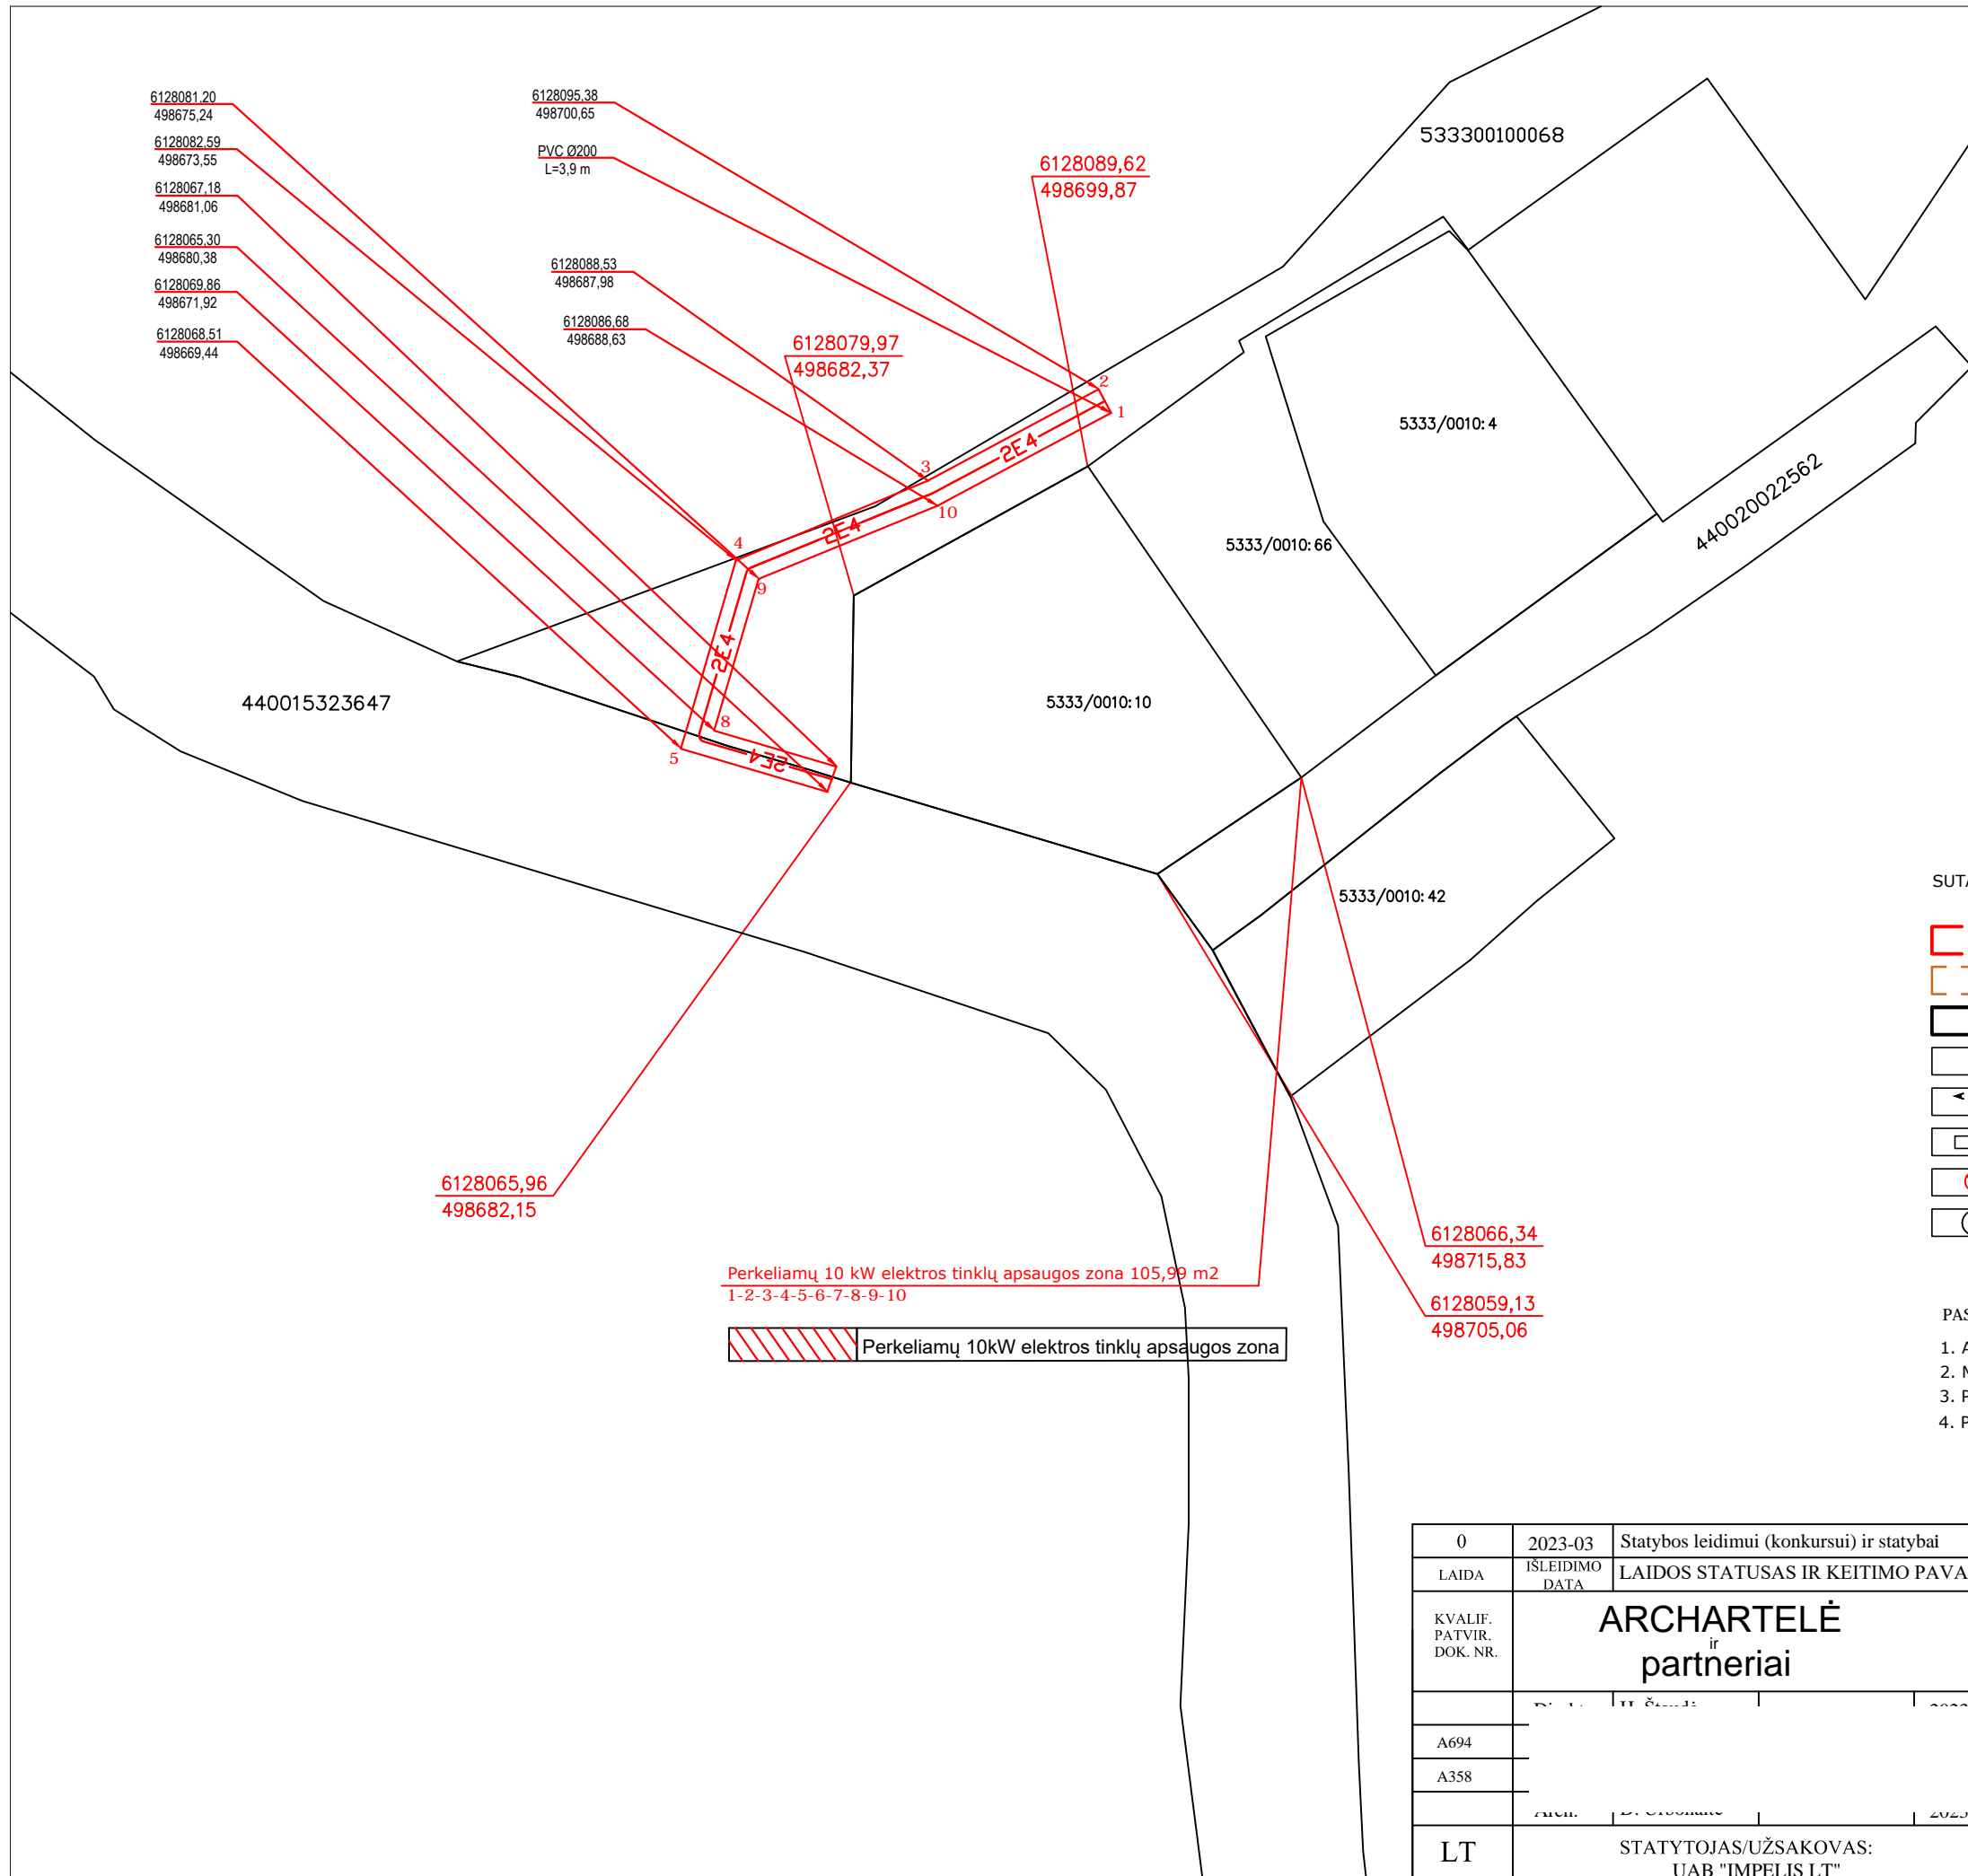 6128081,20
498675,24
6128082,59
498673,55
6128067,18
498681,06
6128065,30
498680,38
6128069,86
498671,92
6128068,51
498669,44
6128095,38
498700,65
PVC Ø200
L=3,9 m
6128088,53
498687,98
6128086,68
498688,63
6128089,62
498699,87
6128079,97
498682,37
533300100068
2
1
3
10
4
9
8
5
2E4
2E4
2E4
2E4
5333/0010:4
5333/0010:66
440020022562
5333/0010:10
440015323647
5333/0010:42
6128065,96
498682,15
6128066,34
498715,83
6128059,13
498705,06
Perkeliamų 10 kW elektros tinklų apsaugos zona 105,99 m2
1-2-3-4-5-6-7-8-9-10
Perkeliamų 10kW elektros tinklų apsaugos zona
SUTA
PAS
1. A
2.
3. P
4. P
0 2023-03 Statybos leidimui (konkursui) ir statybai
LAIDA IŠLEIDIMO DATA LAIDOS STATUSAS IR KEITIMO PAVA
KVALIF.
PATVIR.
DOK. NR.
ARCHARTELĖ
ir
partneriai
A694
A358
LT
STATYTOJAS/UŽSAKOVAS:
UAB "IMPELIS LT"